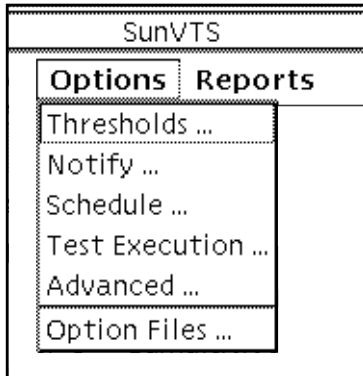 SunVTS
Options Reports
Thresholds ...
Notify ...
Schedule ...
Test Execution ...
Advanced ...
Option Files ...